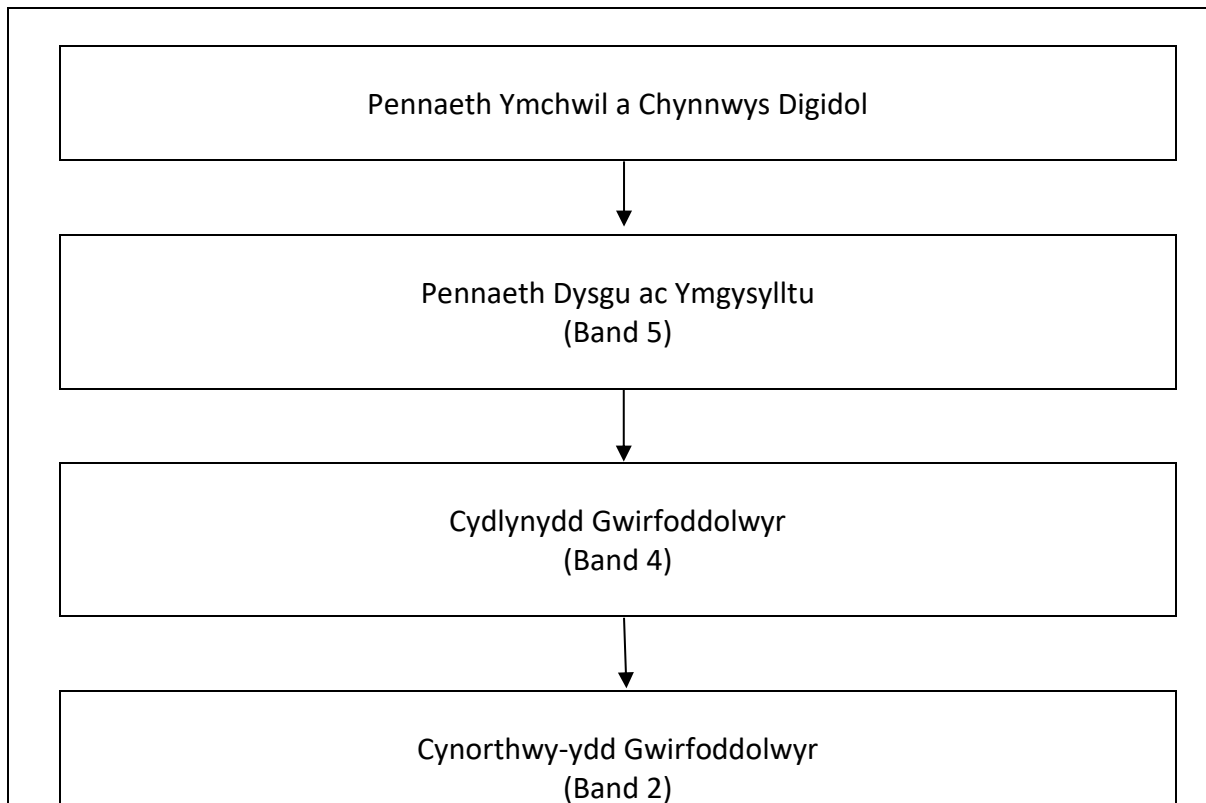 Pennaeth Ymchwil a Chynnwys Digidol
Pennaeth Dysgu ac Ymgysylltu
(Band 5)
Cydlynydd Gwirfoddolwyr
(Band 4)
Cynorthwy-ydd Gwirfoddolwyr
(Band 2)